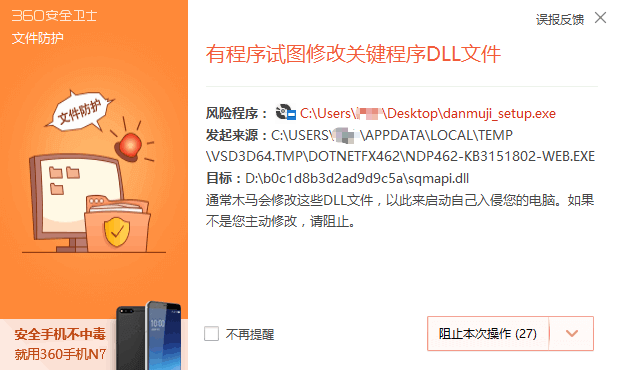 360安全卫士
文件防护
误报反馈
有程序试图修改关键程序DLL文件
文件防护
风险程序： C:\Users\ \Desktop\danmuji_setup.exe
发起来源：C:\USERS\ \APPDATA\LOCAL\TEMP
\VSD3D64.TMP\DOTNETFX462\NDP462-KB3151802-WEB.EXE
目标：D:\b0c1d8b3d2ad9d9c5a\sqmapi.dll
通常木马会修改这些DLL文件，以此来启动自己入侵您的电脑。如果
不是您主动修改，请阻止。
安全手机不中毒
就用360手机N7
不再提醒
阻止本次操作 (27)